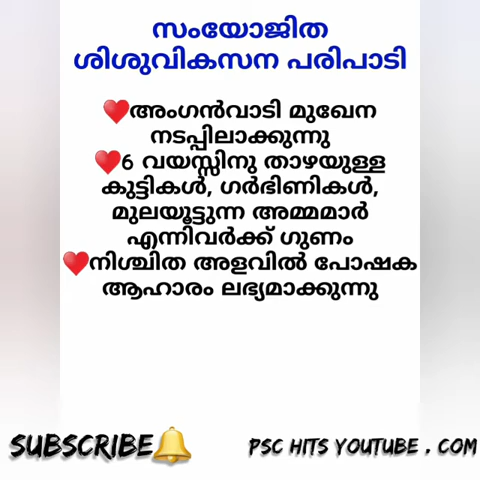 സംയോജിത
ശിശുവികസന പരിപാടി
❤️അംഗൻവാടി മുഖേന
നടപ്പിലാക്കുന്നു
❤️6 വയസ്സിനു താഴയുള്ള
കുട്ടികൾ, ഗർഭിണികൾ,
മുലയൂട്ടുന്ന അമ്മമാർ
എന്നിവർക്ക് ഗുണം
❤️നിശ്ചിത അളവിൽ പോഷക
ആഹാരം ലഭ്യമാക്കുന്നു
SUBSCRIBE🔔 PSC HITS YOUTUBE . COM